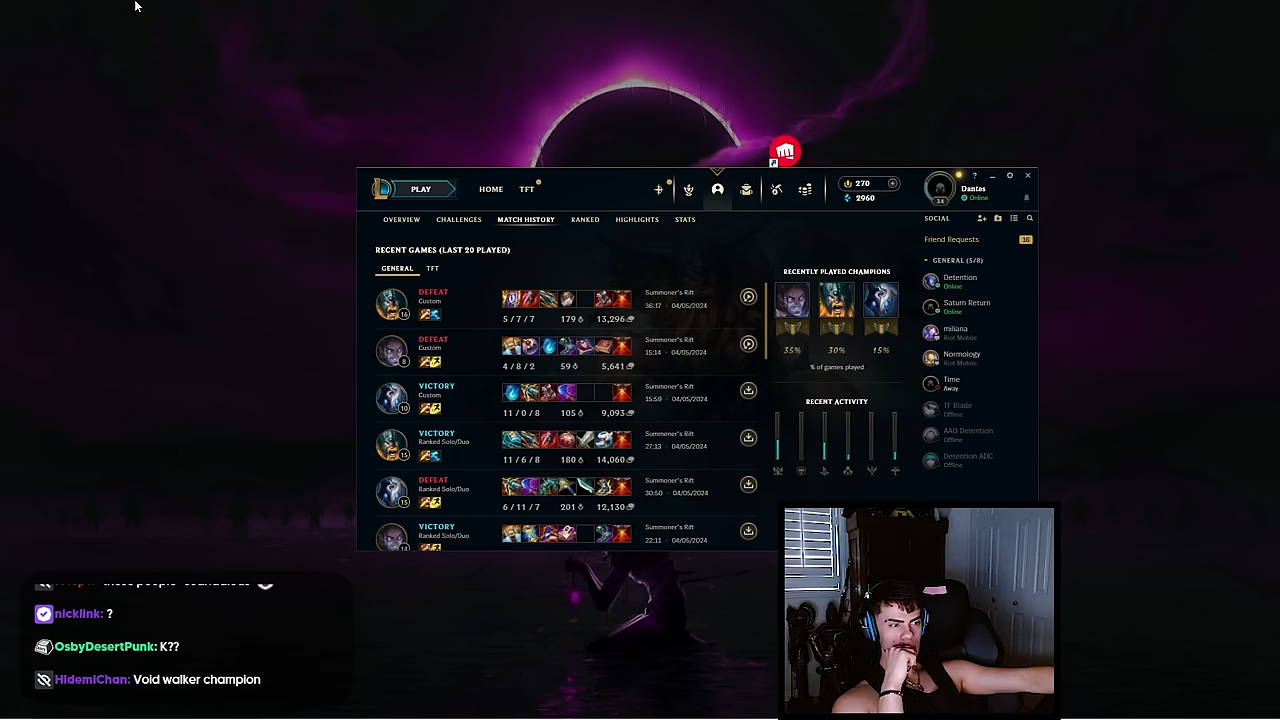 PLAY
HOME
TFT
270
2960
34
Dantes
Online
OVERVIEW
CHALLENGES
MATCH HISTORY
RANKED
HIGHLIGHTS
STATS
SOCIAL
RECENT GAMES (LAST 20 PLAYED)
GENERAL
TFT
16
DEFEAT
Custom
5 / 7 / 7
179
13,296
Summoner's Rift
36:17 · 04/05/2024
8
DEFEAT
Custom
4 / 8 / 2
59
5,641
Summoner's Rift
15:14 · 04/05/2024
10
VICTORY
Custom
11 / 0 / 8
105
9,093
Summoner's Rift
15:59 · 04/05/2024
15
VICTORY
Ranked Solo/Duo
11 / 6 / 8
180
14,060
Summoner's Rift
27:13 · 04/05/2024
15
DEFEAT
Ranked Solo/Duo
6 / 11 / 7
201
12,130
Summoner's Rift
30:50 · 04/05/2024
VICTORY
Ranked Solo/Duo
Summoner's Rift
22:11 · 04/05/2024
RECENTLY PLAYED CHAMPIONS
35%
30%
15%
% of games played
RECENT ACTIVITY
Friend Requests
16
GENERAL (5/8)
Detention
Online
Saturn Return
Online
miliana
Riot Mobile
Normology
Riot Mobile
Time
Away
TF Blade
Offline
AAO Detention
Offline
Detention ADC
Offline
nicklink: ?
OsbyDesertPunk: K??
HidemiChan: Void walker champion